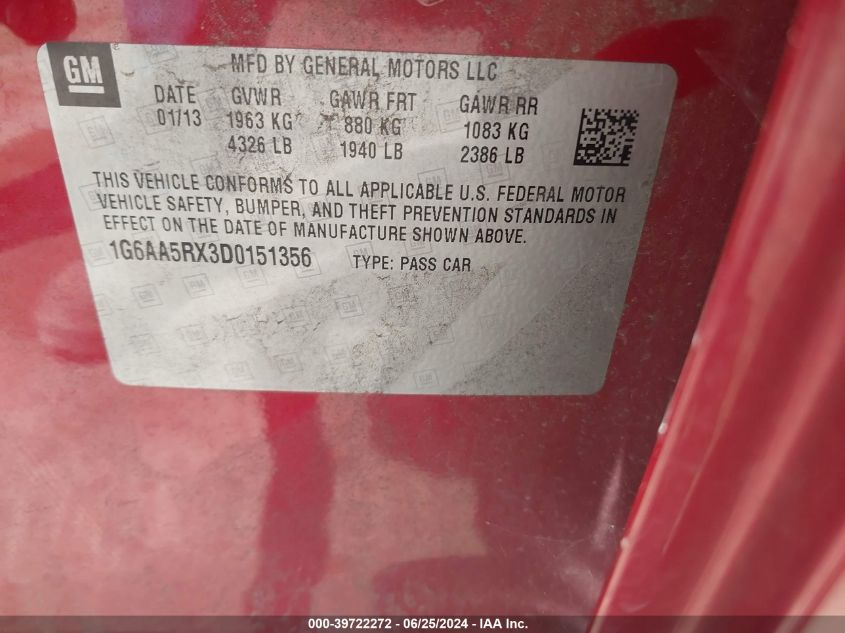 GM
MFD BY GENERAL MOTORS LLC
DATE GVWR GAWR FRT GAWR RR
01/13 1963 KG 880 KG 1083 KG
4326 LB 1940 LB 2386 LB
THIS VEHICLE CONFORMS TO ALL APPLICABLE U.S. FEDERAL MOTOR
VEHICLE SAFETY, BUMPER, AND THEFT PREVENTION STANDARDS IN
EFFECT ON THE DATE OF MANUFACTURE SHOWN ABOVE.
1G6AA5RX3D0151356 TYPE: PASS CAR
000-39722272 - 06/25/2024 - IAA Inc.